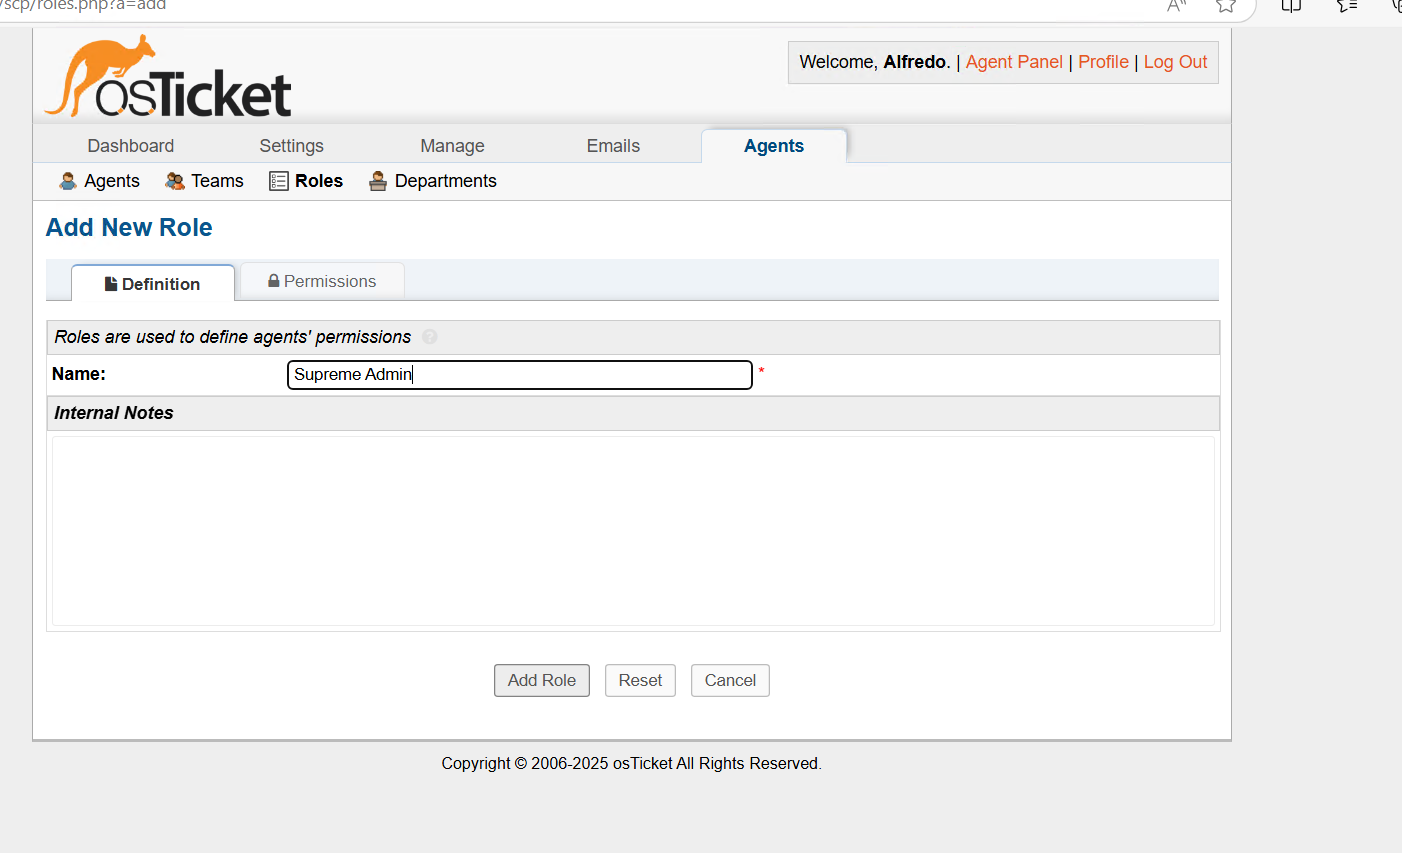 /scp/roles.php?a=add
osTicket
Welcome, Alfredo. | Agent Panel | Profile | Log Out
Dashboard Settings Manage Emails Agents
Agents Teams Roles Departments
Add New Role
Definition Permissions
Roles are used to define agents' permissions ?
Name: Supreme Admin *
Internal Notes
Add Role Reset Cancel
Copyright © 2006-2025 osTicket All Rights Reserved.